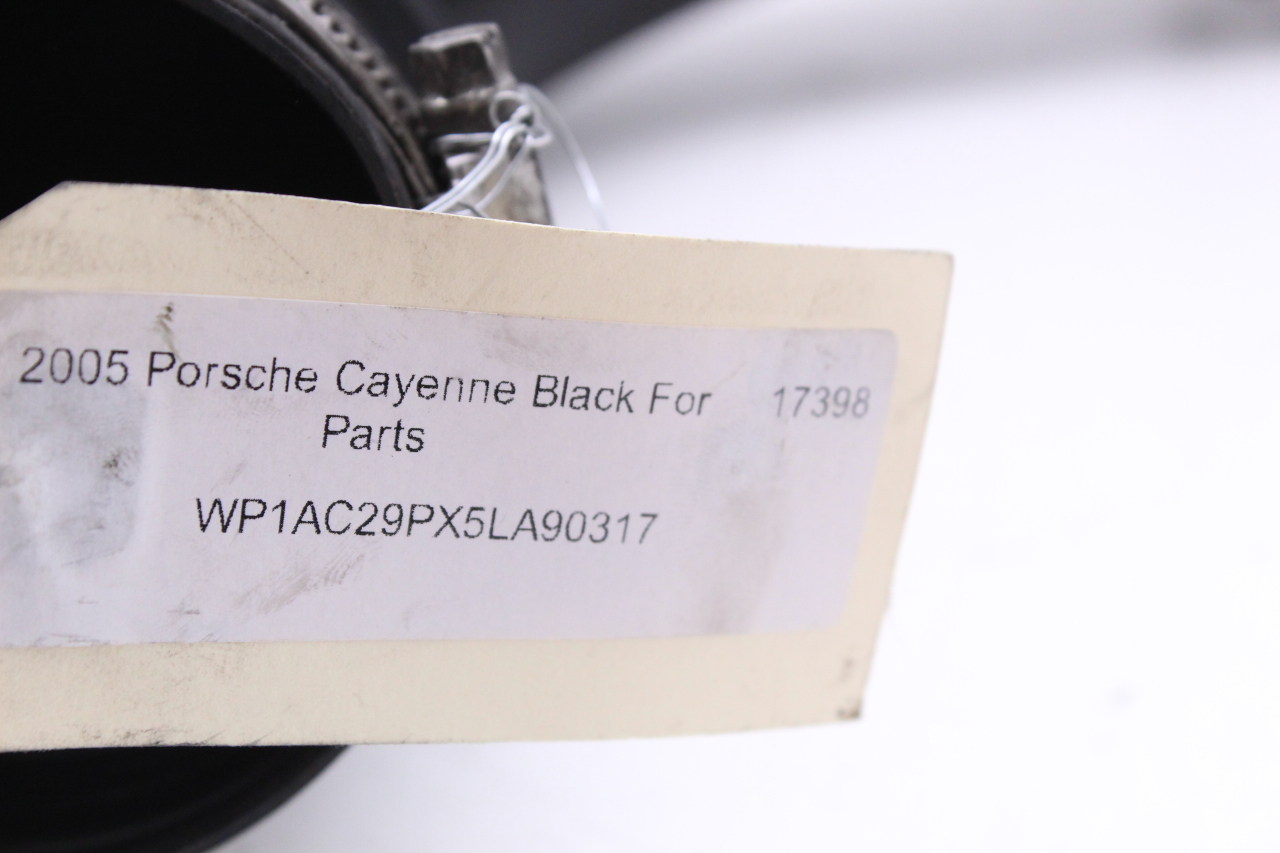 2005 Porsche Cayenne Black For 17398
Parts
WP1AC29PX5LA90317